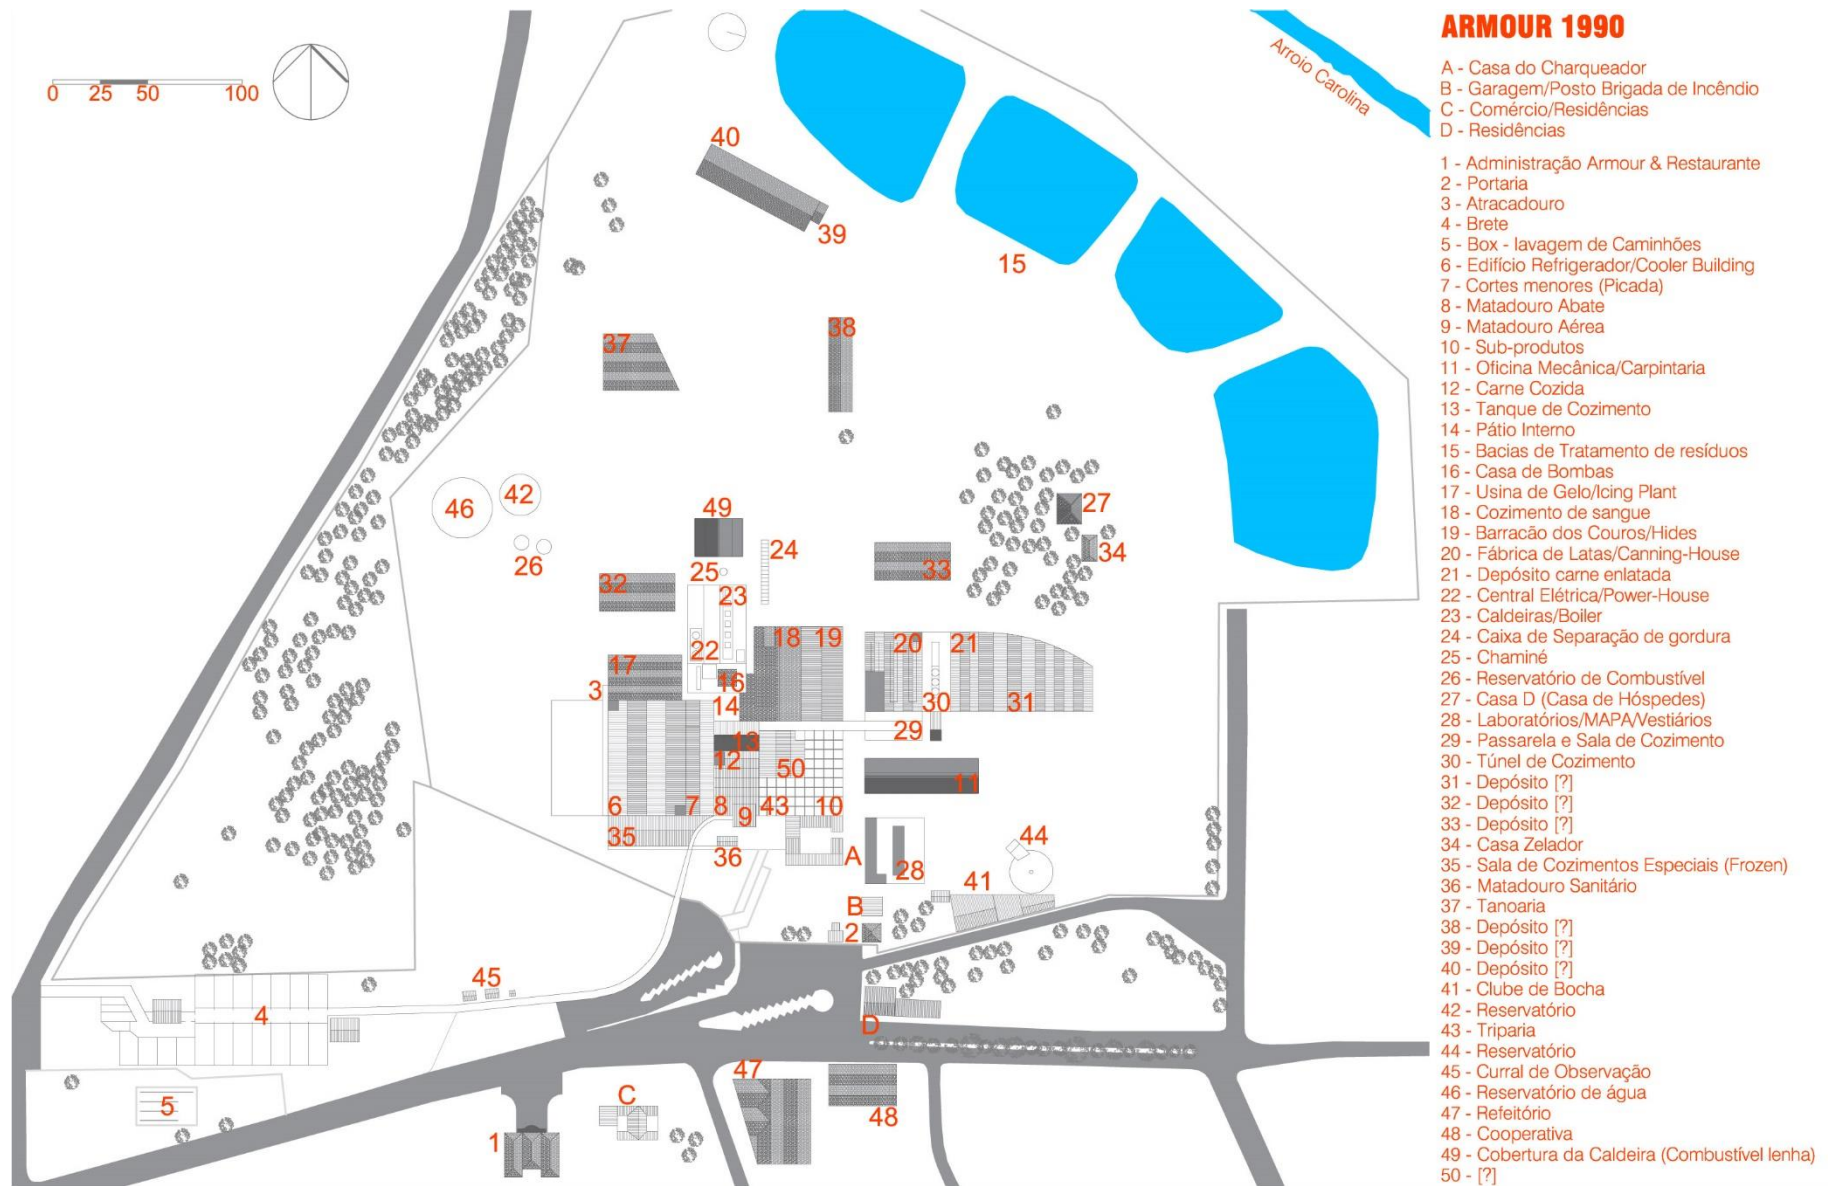 ARMOUR 1990
A - Casa do Charqueador
B - Garagem/Posto Brigada de Incêndio
C - Comércio/Residências
D - Residências
1 - Administração Armour & Restaurante
2 - Portaria
3 - Atracadouro
4 - Brete
5 - Box - lavagem de Caminhões
6 - Edifício Refrigerador/Cooler Building
7 - Cortes menores (Picada)
8 - Matadouro Abate
9 - Matadouro Aérea
10 - Sub-produtos
11 - Oficina Mecânica/Carpintaria
12 - Carne Cozida
13 - Tanque de Cozimento
14 - Pátio Interno
15 - Bacias de Tratamento de resíduos
16 - Casa de Bombas
17 - Usina de Gelo/Icing Plant
18 - Cozimento de sangue
19 - Barracão dos Couros/Hides
20 - Fábrica de Latas/Canning-House
21 - Depósito carne enlatada
22 - Central Elétrica/Power-House
23 - Caldeiras/Boiler
24 - Caixa de Separação de gordura
25 - Chaminé
26 - Reservatório de Combustível
27 - Casa D (Casa de Hóspedes)
28 - Laboratórios/MAPA/Vestiários
29 - Passarela e Sala de Cozimento
30 - Túnel de Cozimento
31 - Depósito [?]
32 - Depósito [?]
33 - Depósito [?]
34 - Casa Zelador
35 - Sala de Cozimentos Especiais (Frozen)
36 - Matadouro Sanitário
37 - Tanoaria
38 - Depósito [?]
39 - Depósito [?]
40 - Depósito [?]
41 - Clube de Bocha
42 - Reservatório
43 - Triparia
44 - Reservatório
45 - Curral de Observação
46 - Reservatório de água
47 - Refeitório
48 - Cooperativa
49 - Cobertura da Caldeira (Combustível lenha)
50 - [?]
0 25 50 100
Arroio Carolina
40
39
15
38
37
46
42
49
27
26
25
24
34
33
32
23
22
18
19
20
21
17
16
3
14
30
31
29
13
12
50
11
6
7
8
43
10
9
35
36
A
28
44
41
B
2
45
4
D
47
5
C
48
1